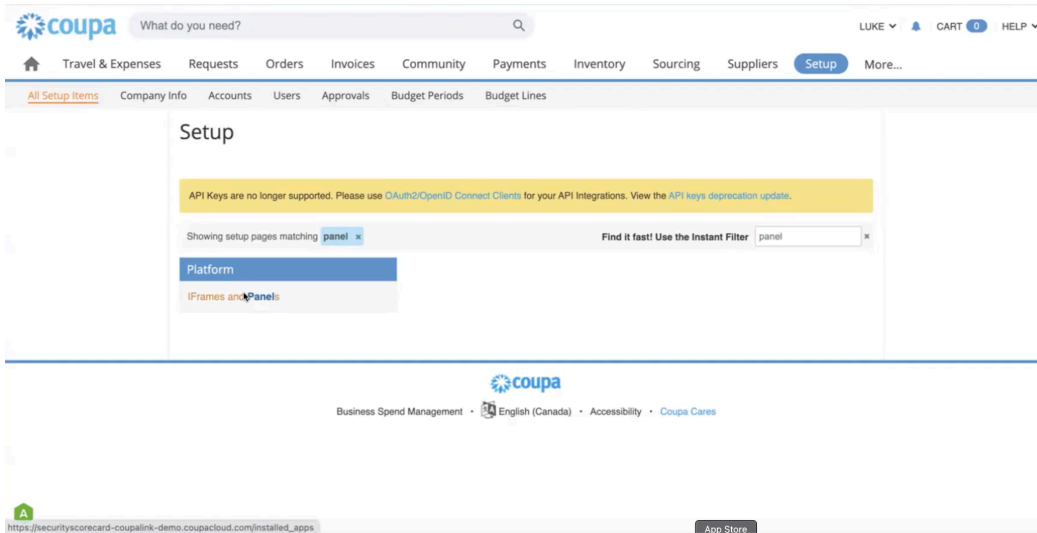 coupa What do you need? LUKE CART 0 HELP
Travel & Expenses Requests Orders Invoices Community Payments Inventory Sourcing Suppliers Setup More...
All Setup Items Company Info Accounts Users Approvals Budget Periods Budget Lines
Setup
API Keys are no longer supported. Please use OAuth2/OpenID Connect Clients for your API Integrations. View the API keys deprecation update.
Showing setup pages matching panel × Find it fast! Use the Instant Filter panel ×
Platform
IFrames and Panels
coupa
Business Spend Management • English (Canada) • Accessibility • Coupa Cares
A
https://securityscorecard-coupalink-demo.coupacloud.com/installed_apps
App Store